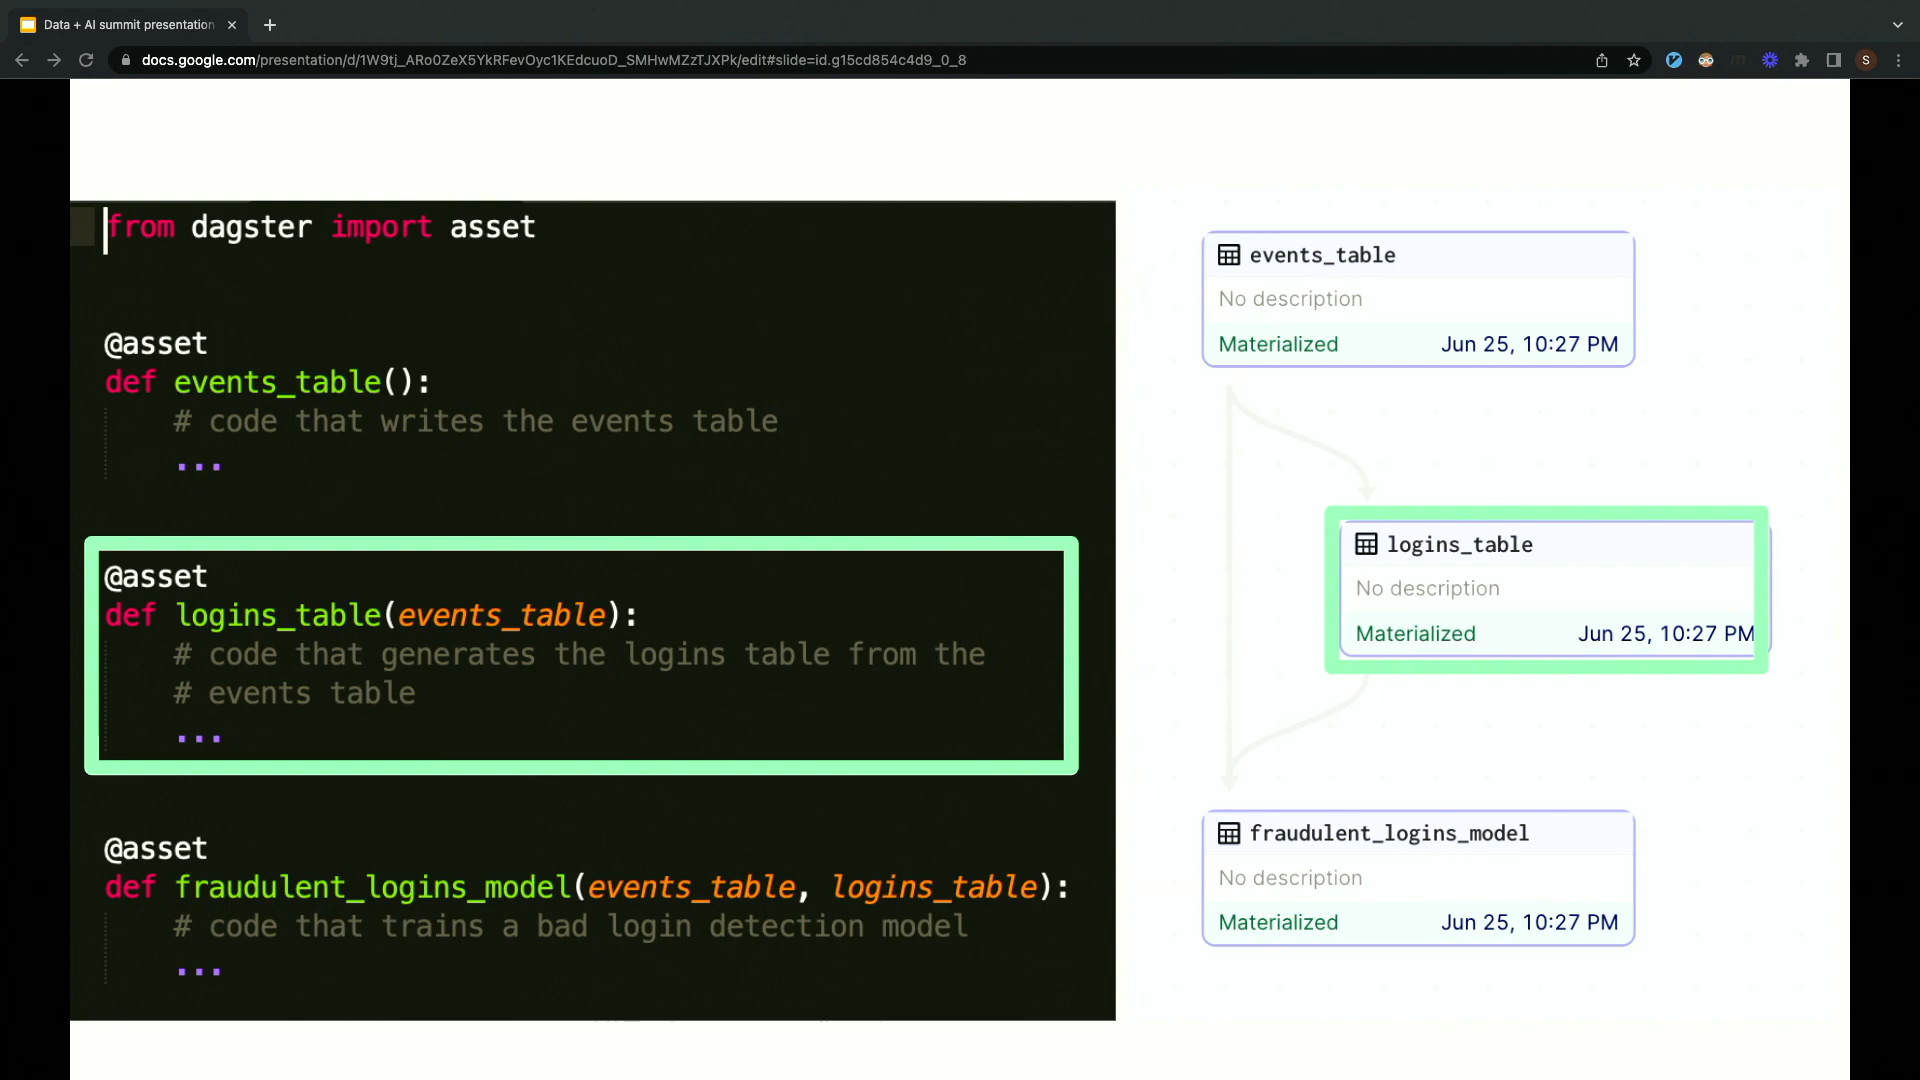 Data + AI summit presentation
docs.google.com/presentation/d/1W9tj_ARo0ZeX5YkRFevOyc1KEdcuoD_SMHwMZzTJXPk/edit#slide=id.g15cd854c4d9_0_8
S
from dagster import asset
@asset
def events_table():
# code that writes the events table
...
@asset
def logins_table(events_table):
# code that generates the logins table from the
# events table
...
@asset
def fraudulent_logins_model(events_table, logins_table):
# code that trains a bad login detection model
...
events_table
No description
Materialized Jun 25, 10:27 PM
logins_table
No description
Materialized Jun 25, 10:27 PM
fraudulent_logins_model
No description
Materialized Jun 25, 10:27 PM